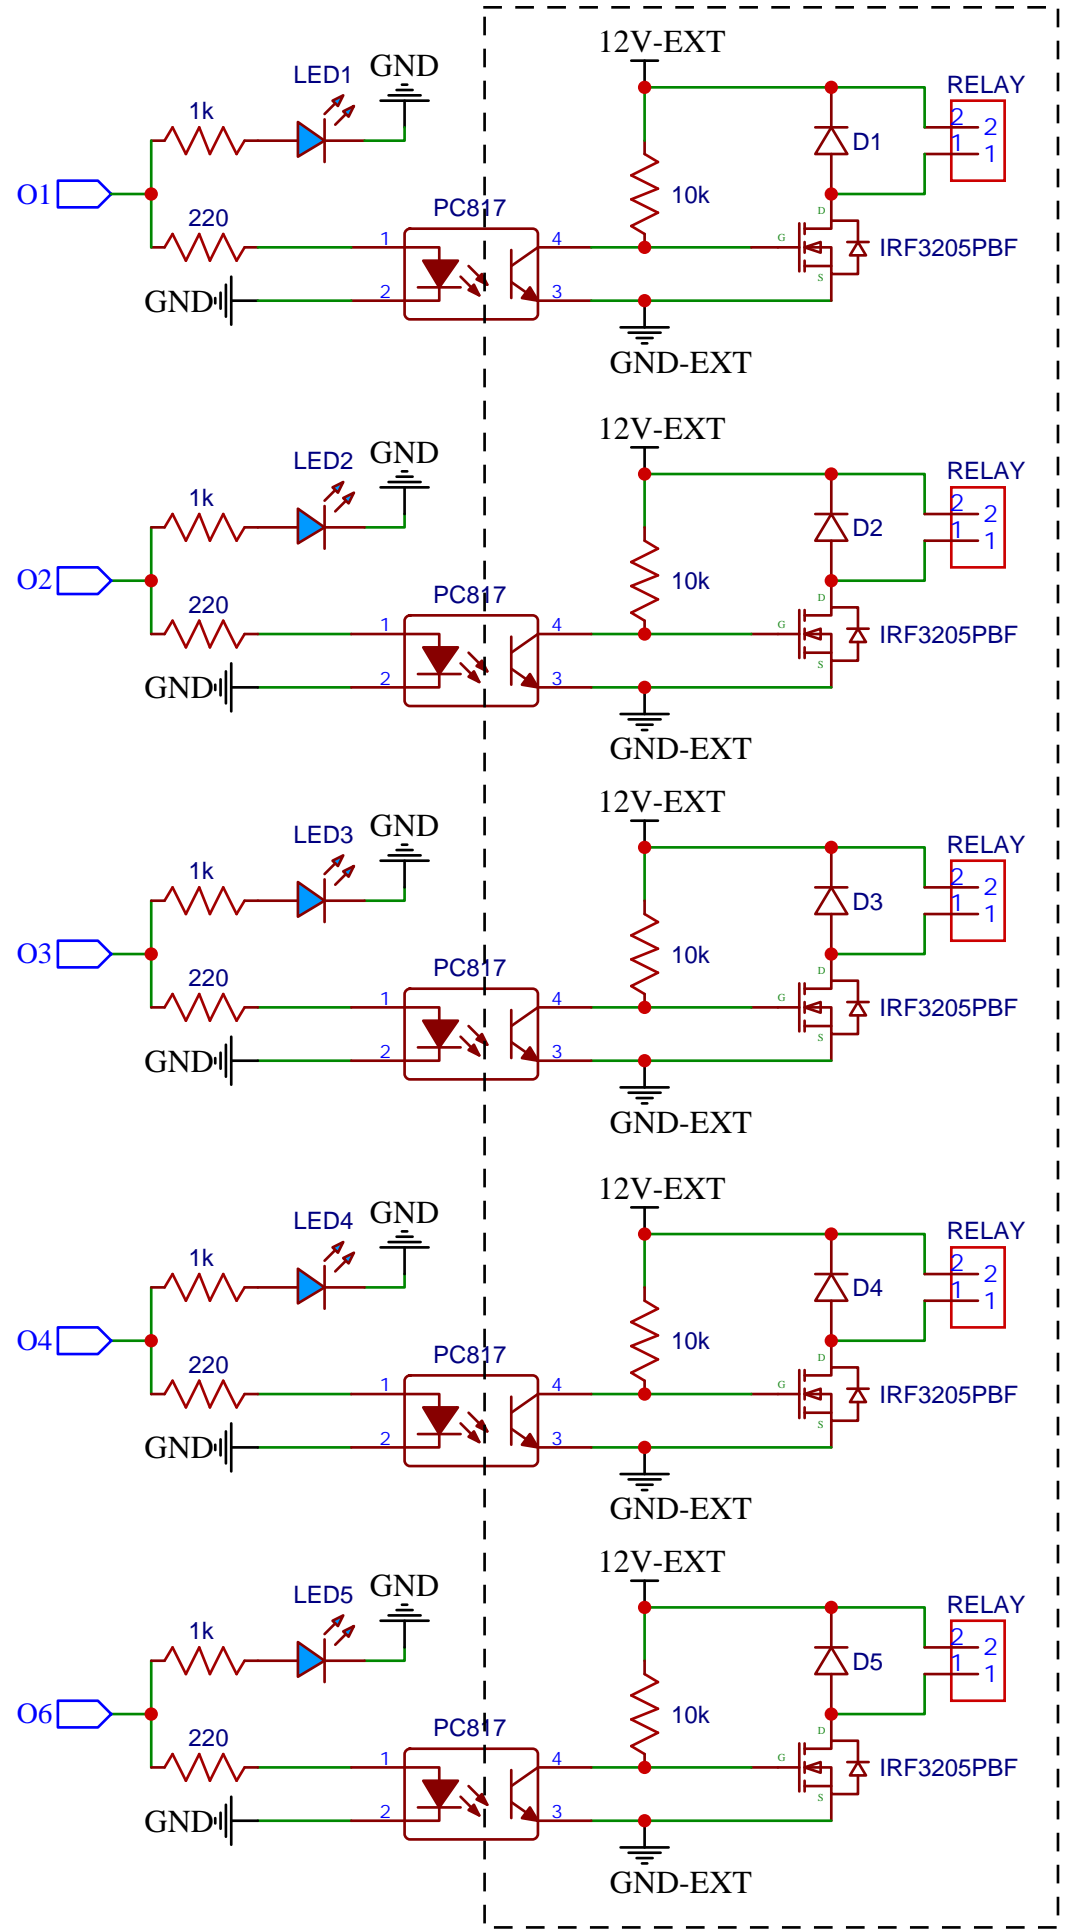 12V-EXT
GND
LED1
RELAY
1k
2 2
D1
1 1
O1
10k
PC817
220
D
1
4
G
IRF3205PBF
S
GND
2
3
GND-EXT
12V-EXT
GND
LED2
RELAY
1k
2 2
D2
1 1
O2
10k
PC817
220
D
1
4
G
IRF3205PBF
S
GND
2
3
GND-EXT
12V-EXT
GND
LED3
RELAY
1k
2 2
D3
1 1
O3
10k
PC817
220
D
1
4
G
IRF3205PBF
S
GND
2
3
GND-EXT
12V-EXT
GND
LED4
RELAY
1k
2 2
D4
1 1
O4
10k
PC817
220
D
1
4
G
IRF3205PBF
S
GND
2
3
GND-EXT
12V-EXT
GND
LED5
RELAY
1k
2 2
D5
1 1
O6
10k
PC817
220
D
1
4
G
IRF3205PBF
S
GND
2
3
GND-EXT